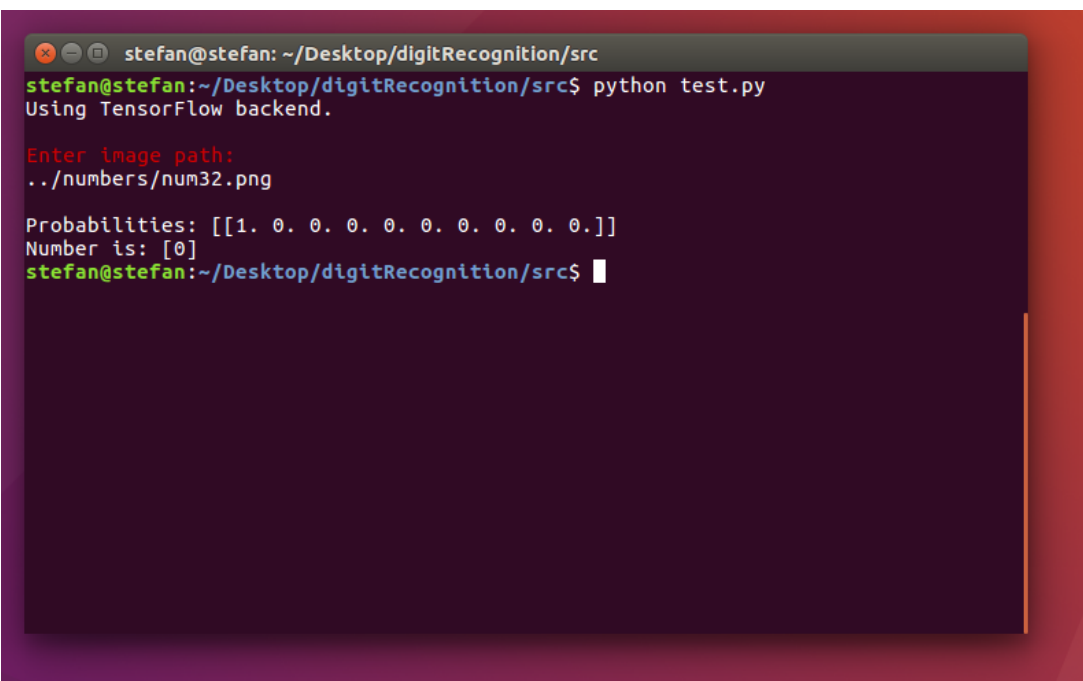 stefan@stefan: ~/Desktop/digitRecognition/src
stefan@stefan:~/Desktop/digitRecognition/src$ python test.py
Using TensorFlow backend.
Enter image path:
../numbers/num32.png
Probabilities: [[1. 0. 0. 0. 0. 0. 0. 0. 0. 0.]]
Number is: [0]
stefan@stefan:~/Desktop/digitRecognition/src$